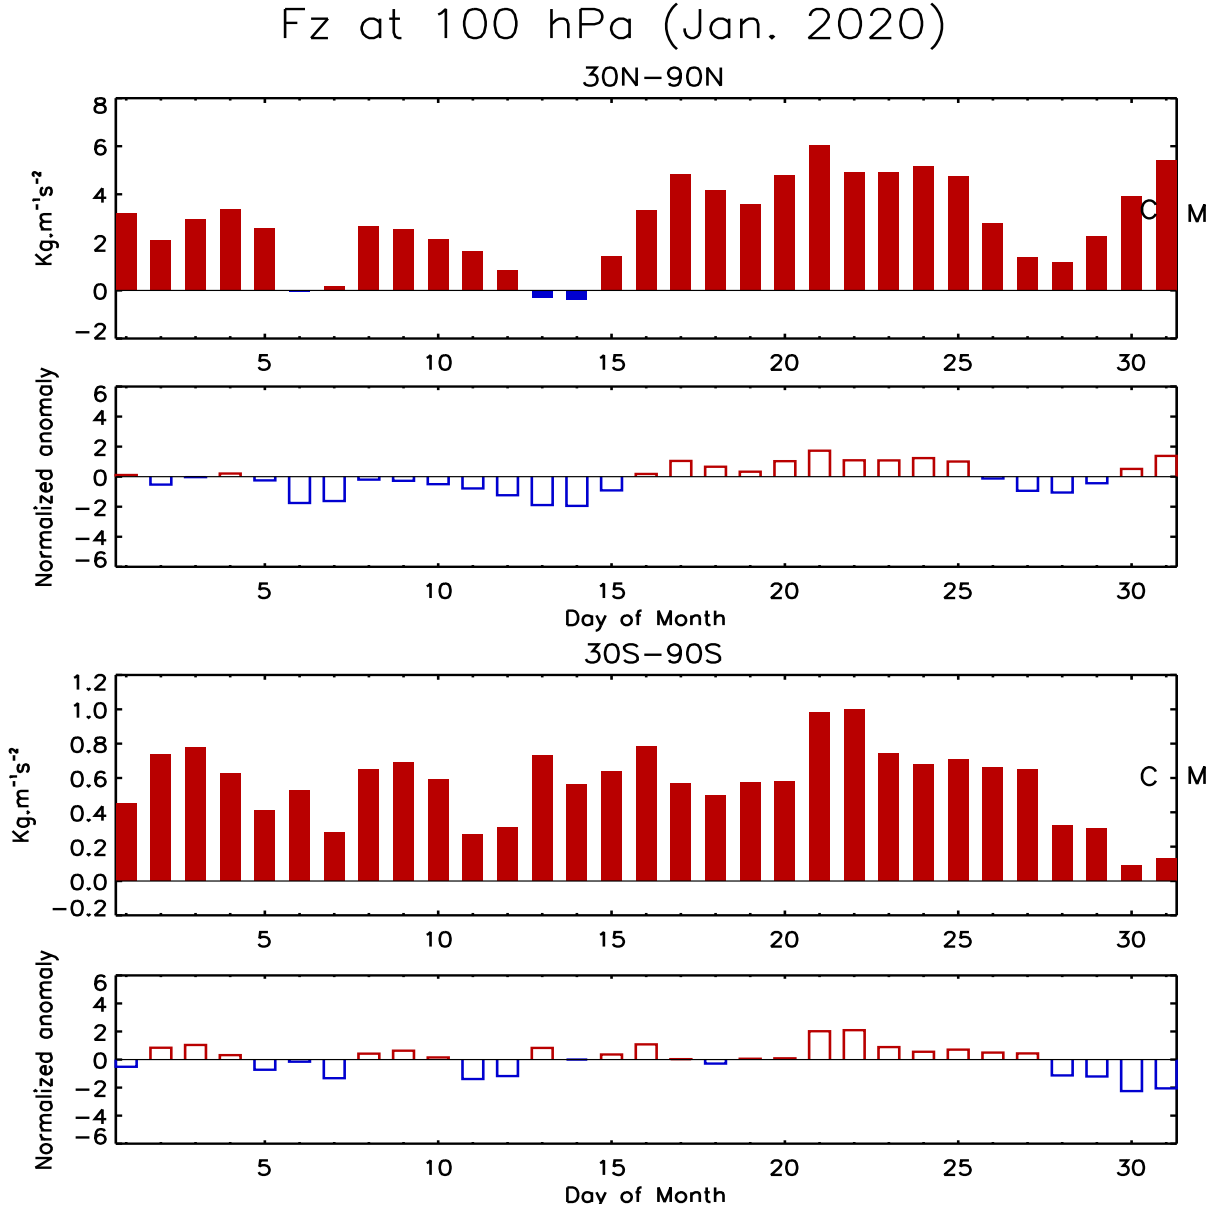 Fz at 100 hPa (Jan. 2020)
30N-90N
8
6
4
2
0
-2
Kg.m⁻¹s⁻²
C M
5 10 15 20 25 30
6
4
2
0
-2
-4
-6
Normalized anomaly
5 10 15 20 25 30
Day of Month
30S-90S
1.2
1.0
0.8
0.6
0.4
0.2
0.0
-0.2
Kg.m⁻¹s⁻²
C M
5 10 15 20 25 30
6
4
2
0
-2
-4
-6
Normalized anomaly
5 10 15 20 25 30
Day of Month